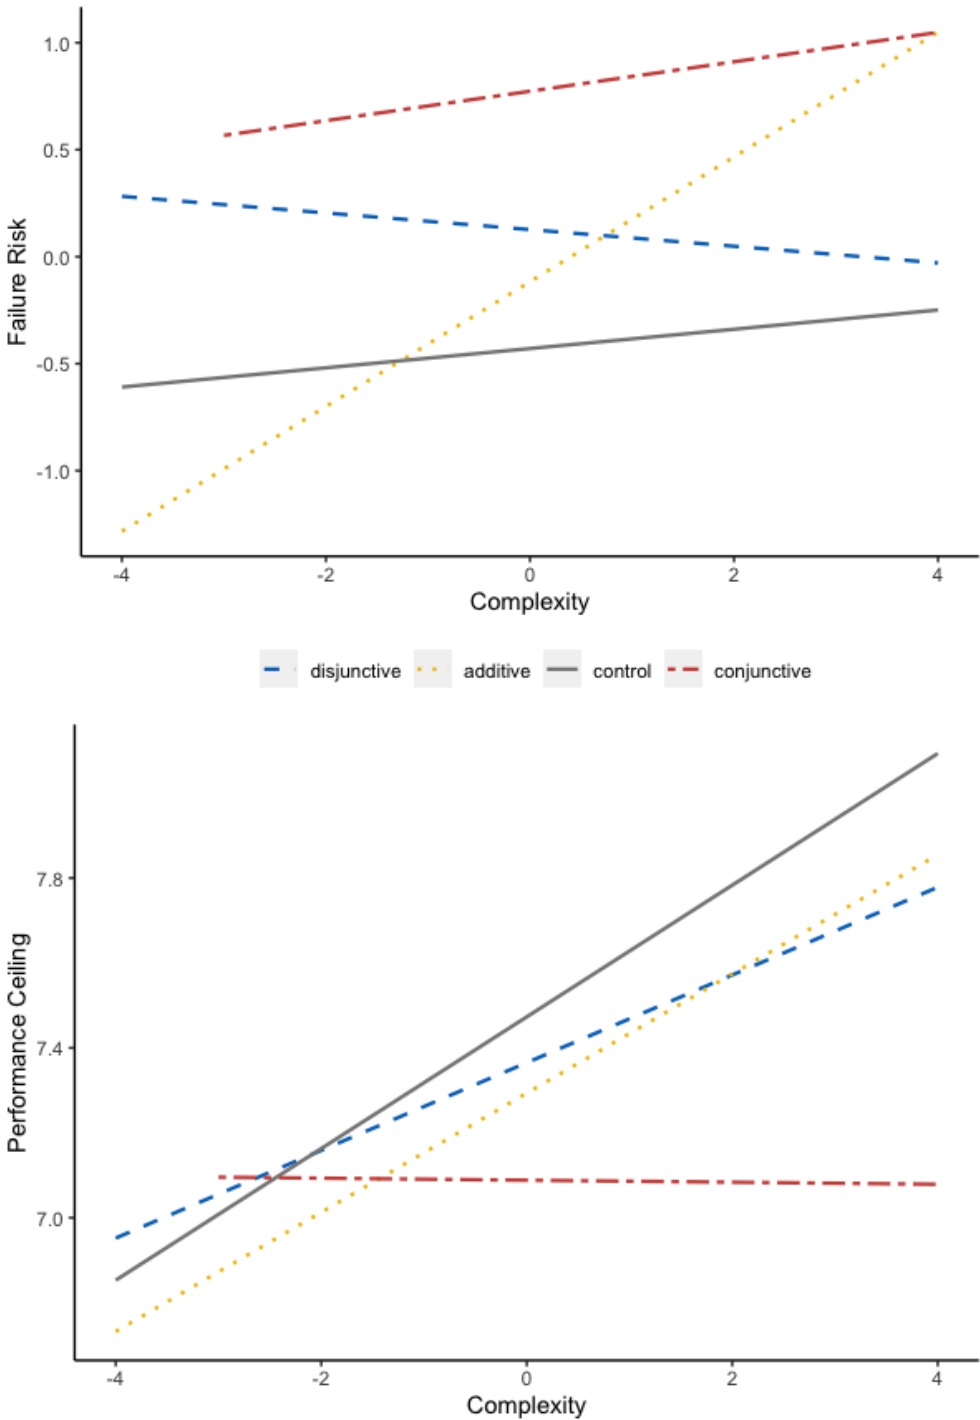 1.0
0.5
0.0
-0.5
-1.0
Failure Risk
-4 -2 0 2 4
Complexity
disjunctive additive control conjunctive
7.8
7.4
7.0
Performance Ceiling
-4 -2 0 2 4
Complexity